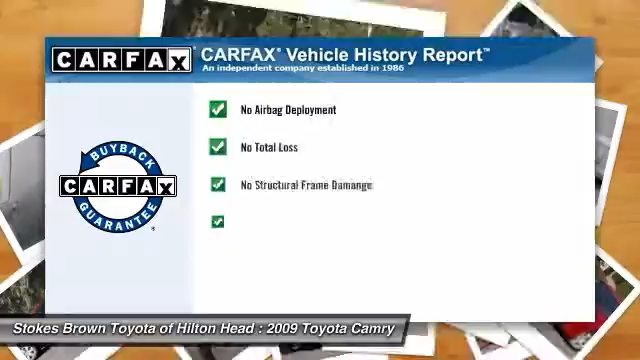 CARFAX
CARFAX® Vehicle History Report™
An independent company established in 1986
No Airbag Deployment
No Total Loss
No Structural Frame Damange
BUYBACK
CARFAX
GUARANTEE®
Stokes Brown Toyota of Hilton Head : 2009 Toyota Camry